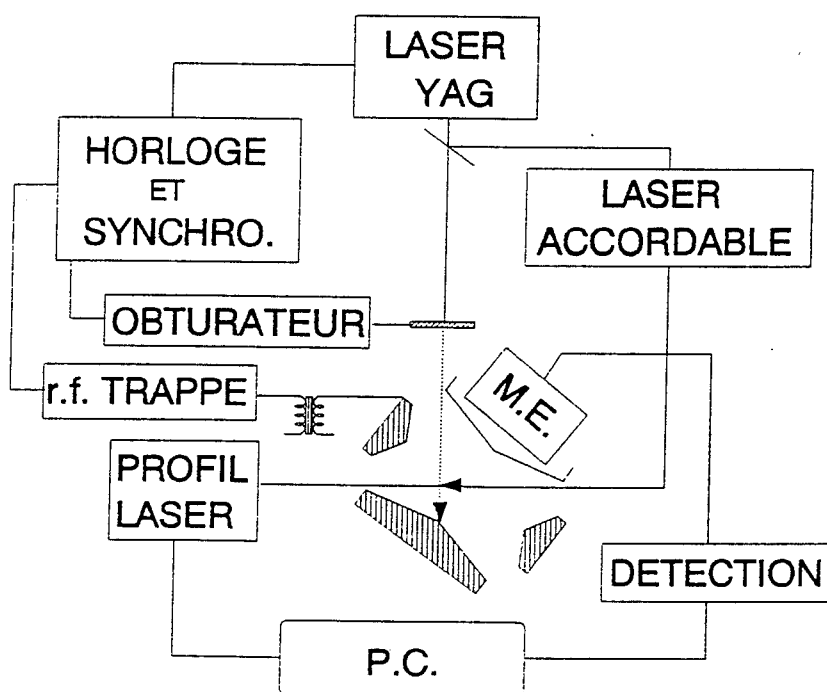 LASER
YAG
HORLOGE
ET
SYNCHRO.
LASER
ACCORDABLE
OBTURATEUR
r.f. TRAPPE
M.E.
PROFIL
LASER
DETECTION
P.C.